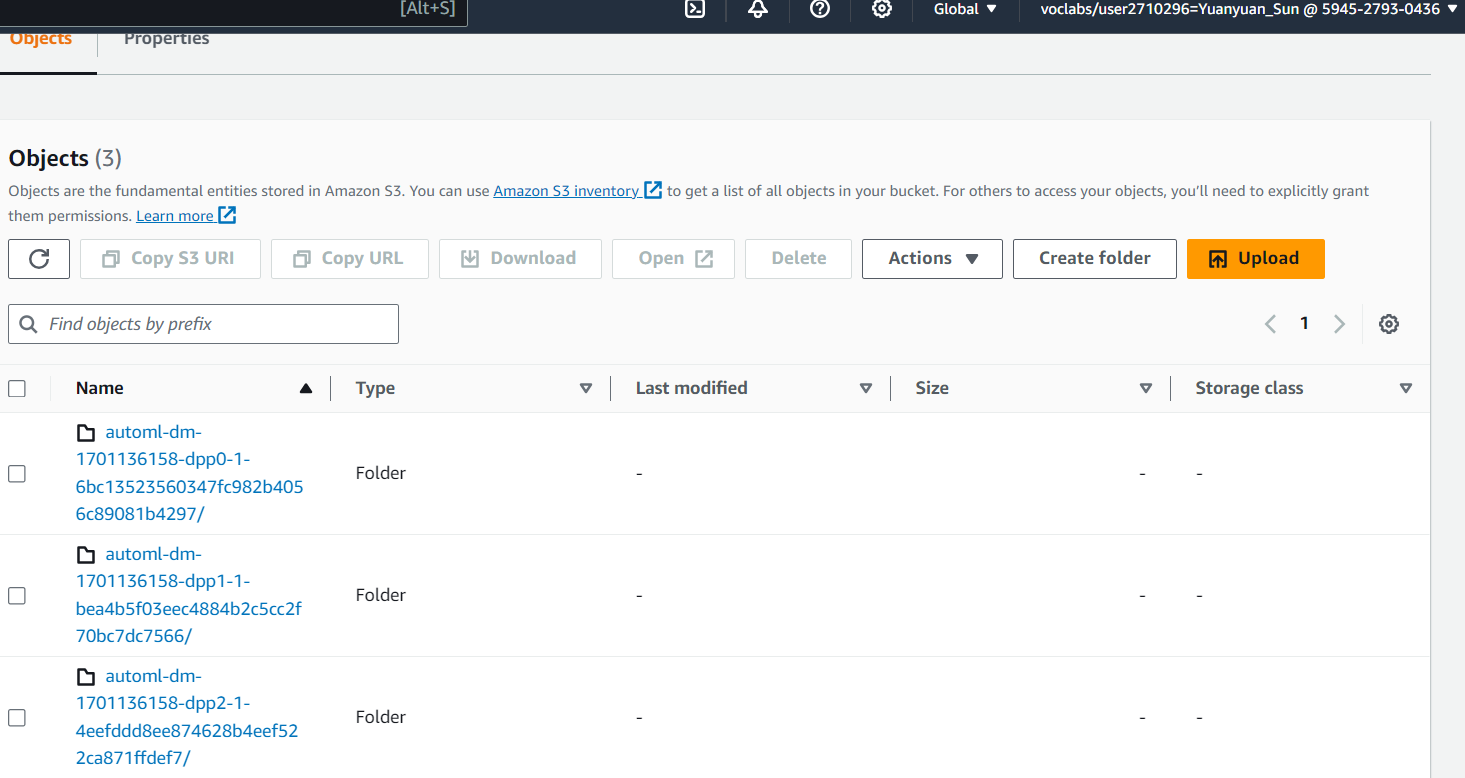 [Alt+S]
Global
voclabs/user2710296=Yuanyuan_Sun @ 5945-2793-0436
Objects
Properties
Objects (3)
Objects are the fundamental entities stored in Amazon S3. You can use Amazon S3 inventory to get a list of all objects in your bucket. For others to access your objects, you'll need to explicitly grant
them permissions. Learn more
Copy S3 URI
Copy URL
Download
Open
Delete
Actions
Create folder
Upload
Find objects by prefix
1
Name
Type
Last modified
Size
Storage class
automl-dm-
1701136158-dpp0-1-
6bc13523560347fc982b405
6c89081b4297/
Folder
-
-
-
automl-dm-
1701136158-dpp1-1-
bea4b5f03eec4884b2c5cc2f
70bc7dc7566/
Folder
-
-
-
automl-dm-
1701136158-dpp2-1-
4eefddd8ee874628b4eef52
2ca871ffdef7/
Folder
-
-
-